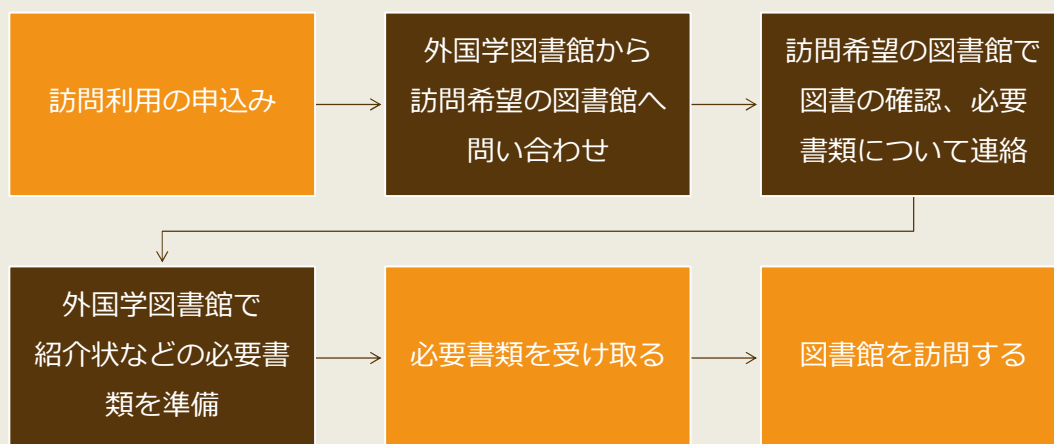 訪問利用の申込み
外国学図書館から
訪問希望の図書館へ
問い合わせ
訪問希望の図書館で
図書の確認、必要
書類について連絡
外国学図書館で
紹介状などの必要書
類を準備
必要書類を受け取る
図書館を訪問する